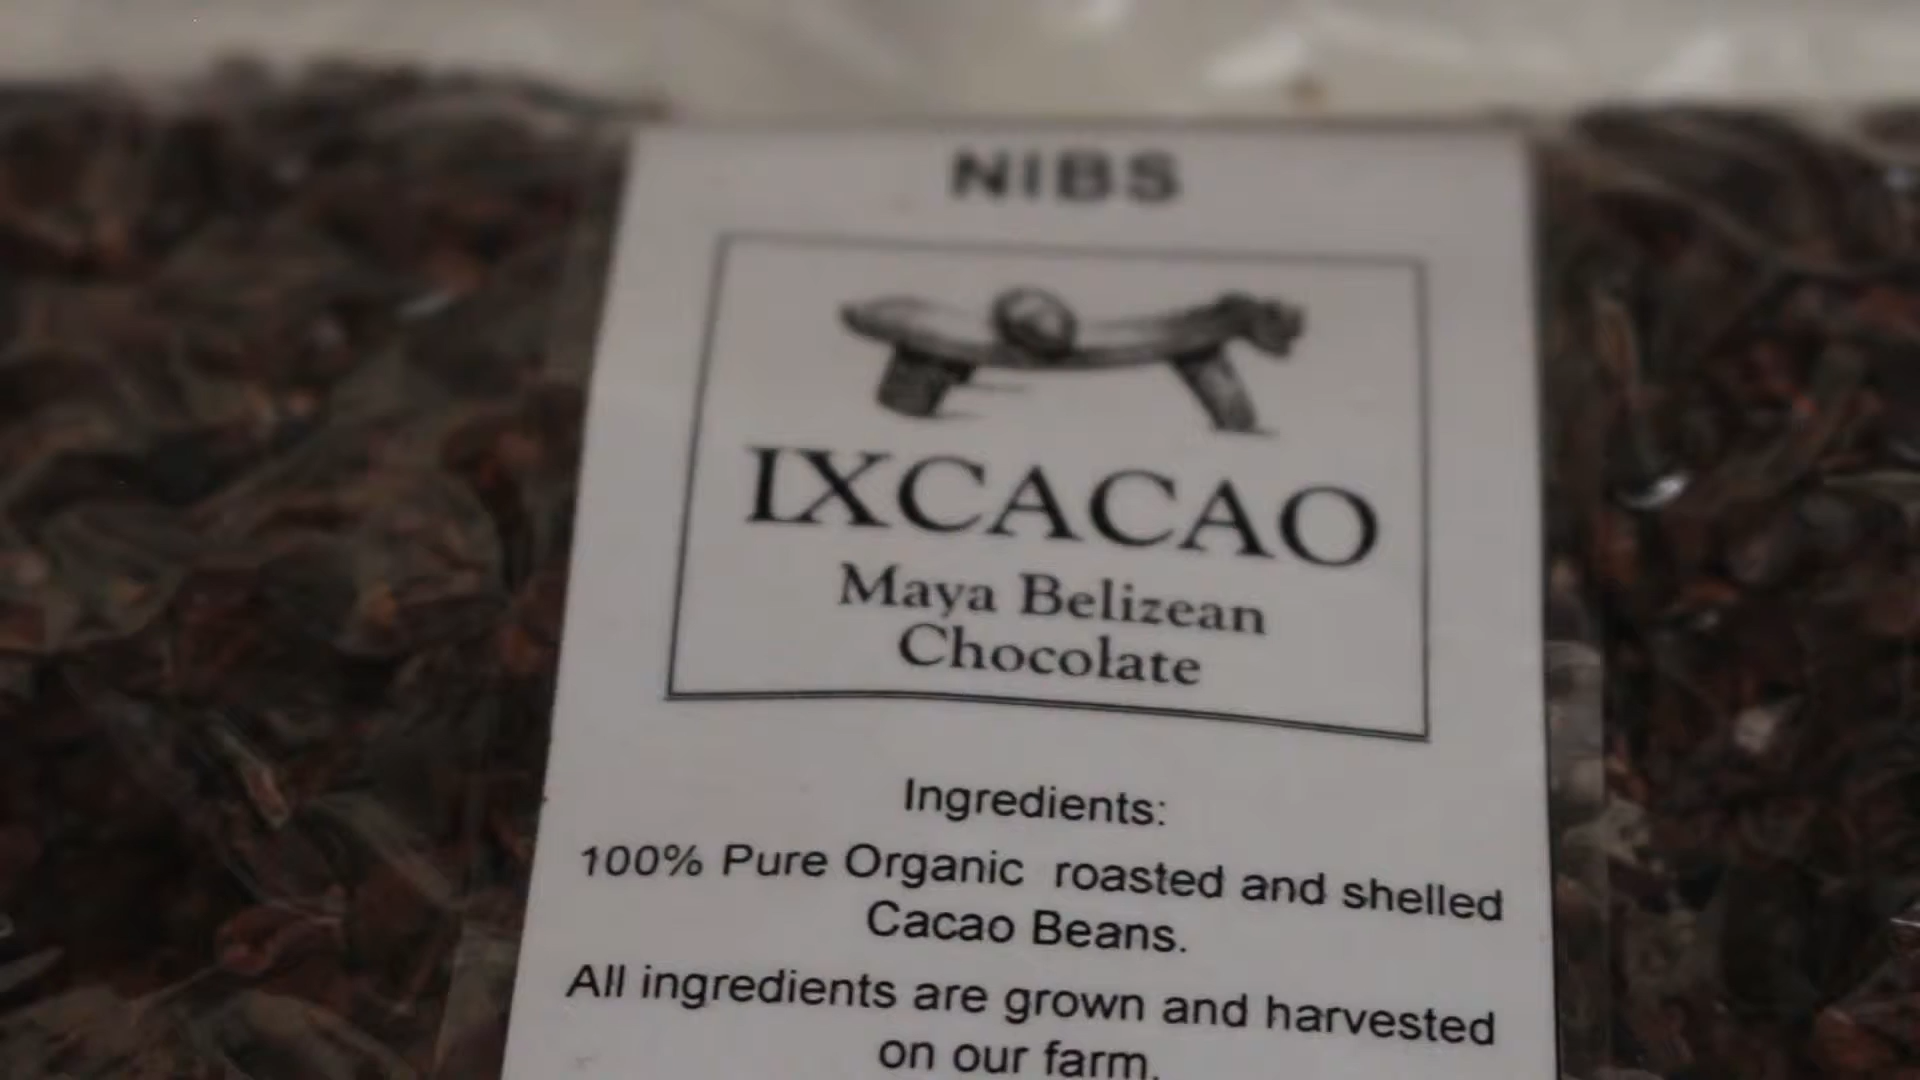 NIBS
IXCACAO
Maya Belizean
Chocolate
Ingredients:
100% Pure Organic roasted and shelled
Cacao Beans.
All ingredients are grown and harvested
on our farm.